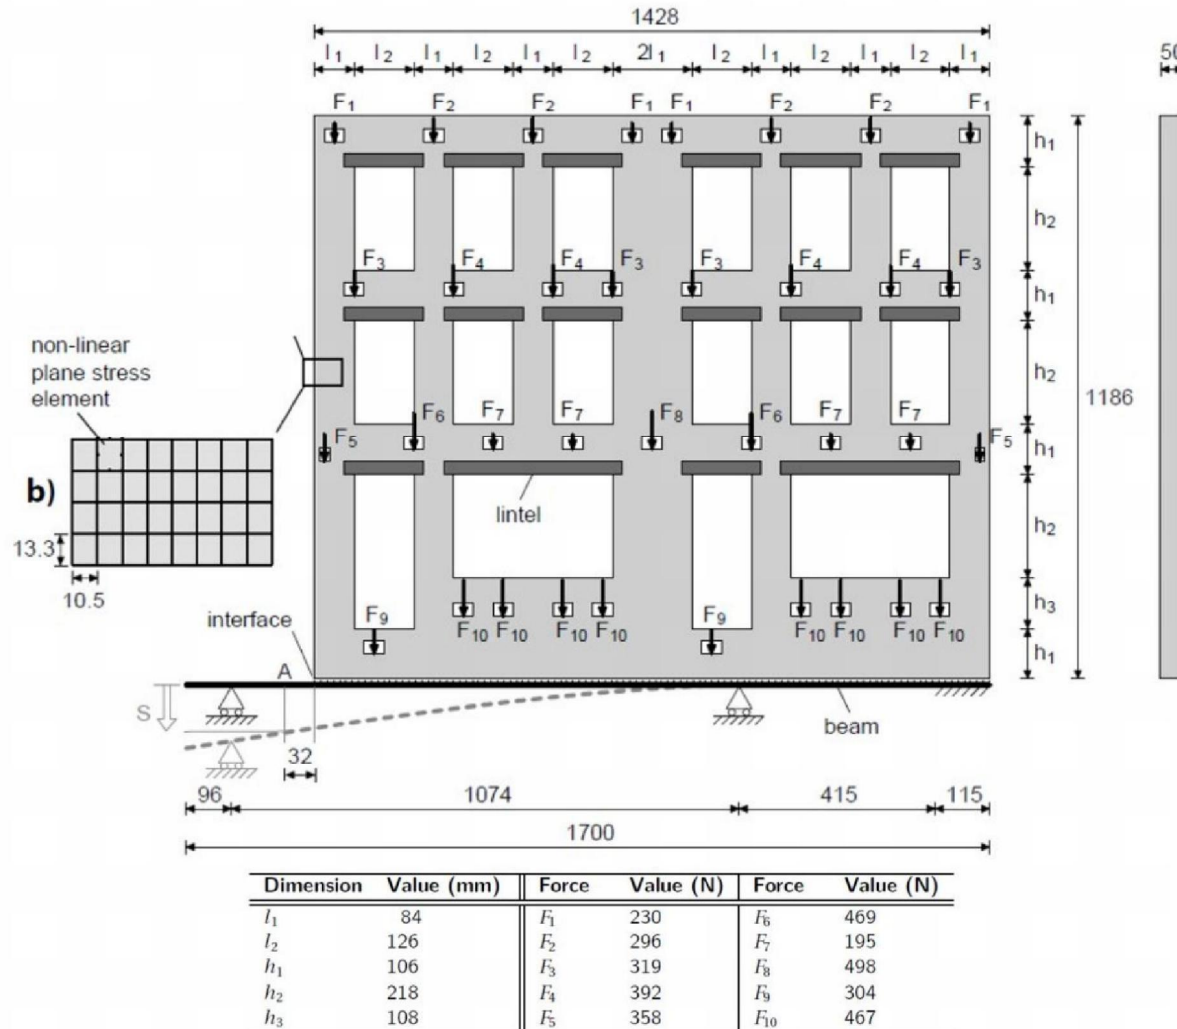 1428
l1 l2 l1 l2 l1 l2 2l1 l2 l1 l2 l1 l2 l1
50
F1 F2 F2 F1 F1 F2 F2 F1
h1
h2
F3 F4 F4 F3 F3 F4 F4 F3
h1
non-linear
plane stress
element
h2
1186
F5 F6 F7 F7 F8 F6 F7 F7 F5
h1
b)
lintel
h2
13.3
10.5
h3
interface
F9 F10 F10 F10 F10 F9 F10 F10 F10 F10
h1
A
S
beam
32
96 1074 415 115
1700
Dimension Value (mm) Force Value (N) Force Value (N)
l1 84 F1 230 F6 469
l2 126 F2 296 F7 195
h1 106 F3 319 F8 498
h2 218 F4 392 F9 304
h3 108 F5 358 F10 467